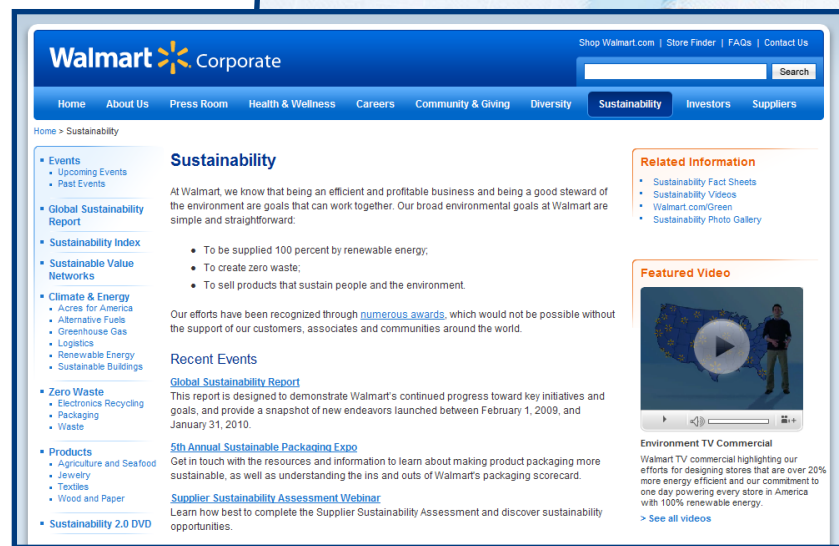 Shop Walmart.com | Store Finder | FAQs | Contact Us
Walmart Corporate
Search
Home About Us Press Room Health & Wellness Careers Community & Giving Diversity Sustainability Investors Suppliers
Home > Sustainability
Events
Upcoming Events
Past Events
Global Sustainability
Report
Sustainability Index
Sustainable Value
Networks
Climate & Energy
Acres for America
Alternative Fuels
Greenhouse Gas
Logistics
Renewable Energy
Sustainable Buildings
Zero Waste
Electronics Recycling
Packaging
Waste
Products
Agriculture and Seafood
Jewelry
Textiles
Wood and Paper
Sustainability 2.0 DVD
Sustainability
At Walmart, we know that being an efficient and profitable business and being a good steward of
the environment are goals that can work together. Our broad environmental goals at Walmart are
simple and straightforward:
To be supplied 100 percent by renewable energy;
To create zero waste;
To sell products that sustain people and the environment.
Our efforts have been recognized through numerous awards, which would not be possible without
the support of our customers, associates and communities around the world.
Recent Events
Global Sustainability Report
This report is designed to demonstrate Walmart's continued progress toward key initiatives and
goals, and provide a snapshot of new endeavors launched between February 1, 2009, and
January 31, 2010.
5th Annual Sustainable Packaging Expo
Get in touch with the resources and information to learn about making product packaging more
sustainable, as well as understanding the ins and outs of Walmart's packaging scorecard.
Supplier Sustainability Assessment Webinar
Learn how best to complete the Supplier Sustainability Assessment and discover sustainability
opportunities.
Related Information
Sustainability Fact Sheets
Sustainability Videos
Walmart.com/Green
Sustainability Photo Gallery
Featured Video
Environment TV Commercial
Walmart TV commercial highlighting our
efforts for designing stores that are over 20%
more energy efficient and our commitment to
one day powering every store in America
with 100% renewable energy.
> See all videos